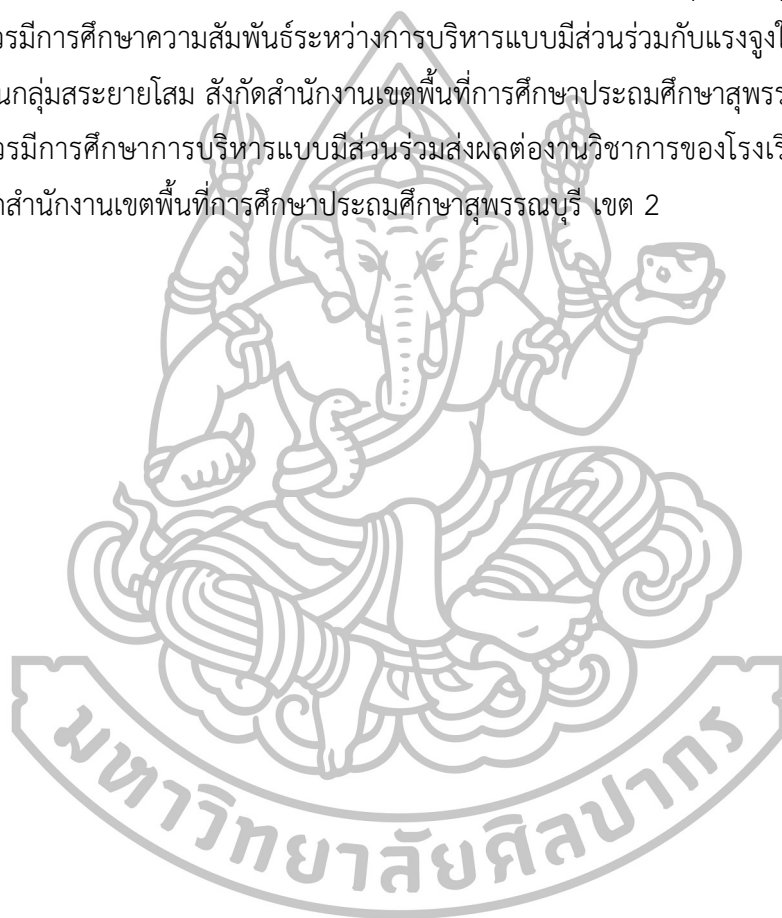 วรมีการศึกษาความสัมพันธ์ระหว่างการบริหารแบบมีส่วนร่วมกับแรงจูงใ
นกลุ่มสระยายโสม สังกัดสำนักงานเขตพื้นที่การศึกษาประถมศึกษาสุพรร
วรมีการศึกษาการบริหารแบบมีส่วนร่วมส่งผลต่องานวิชาการของโรงเรี
สำนักงานเขตพื้นที่การศึกษาประถมศึกษาสุพรรณบุรี เขต 2
มหาวิทยาลัยศิลปากร